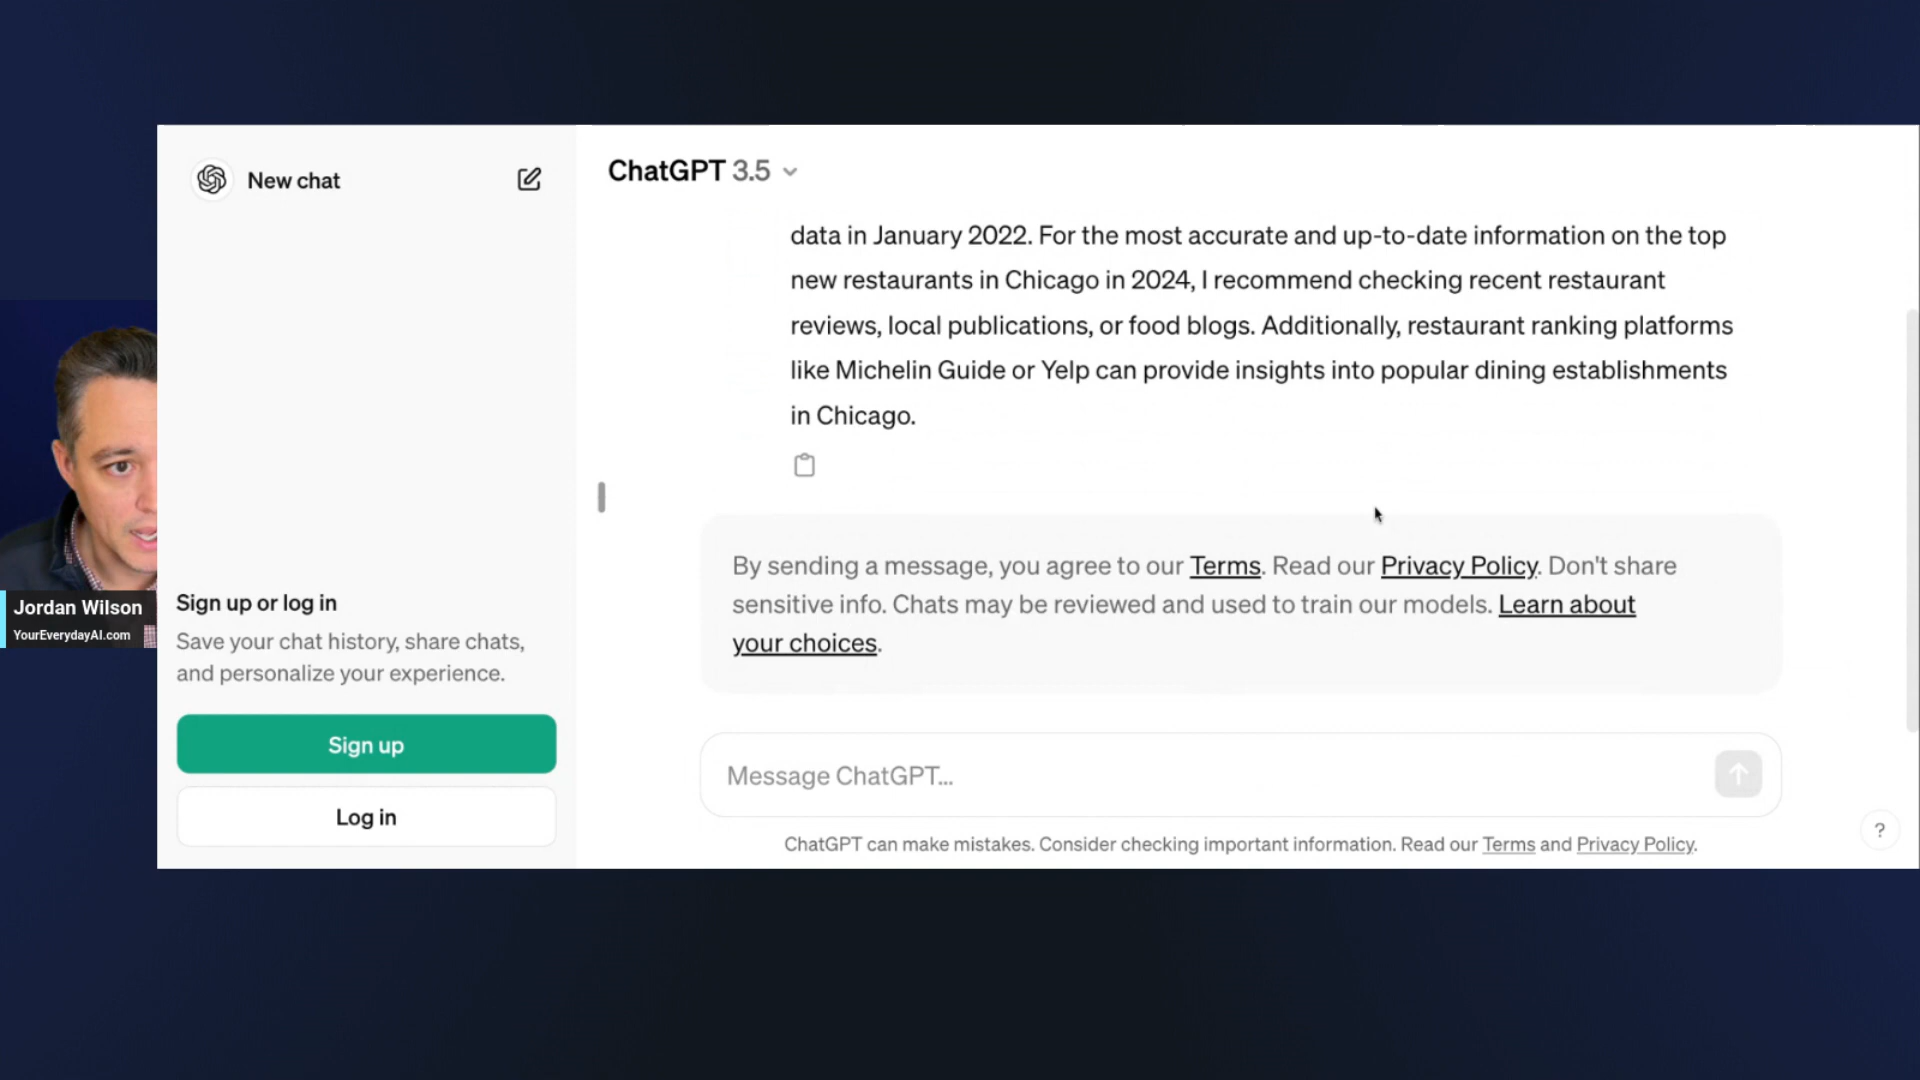 New chat
ChatGPT 3.5
data in January 2022. For the most accurate and up-to-date information on the top
new restaurants in Chicago in 2024, I recommend checking recent restaurant
reviews, local publications, or food blogs. Additionally, restaurant ranking platforms
like Michelin Guide or Yelp can provide insights into popular dining establishments
in Chicago.
By sending a message, you agree to our Terms. Read our Privacy Policy. Don't share
sensitive info. Chats may be reviewed and used to train our models. Learn about
your choices.
Jordan Wilson
YourEverydayAI.com
Sign up or log in
Save your chat history, share chats,
and personalize your experience.
Sign up
Log in
Message ChatGPT...
ChatGPT can make mistakes. Consider checking important information. Read our Terms and Privacy Policy.
?